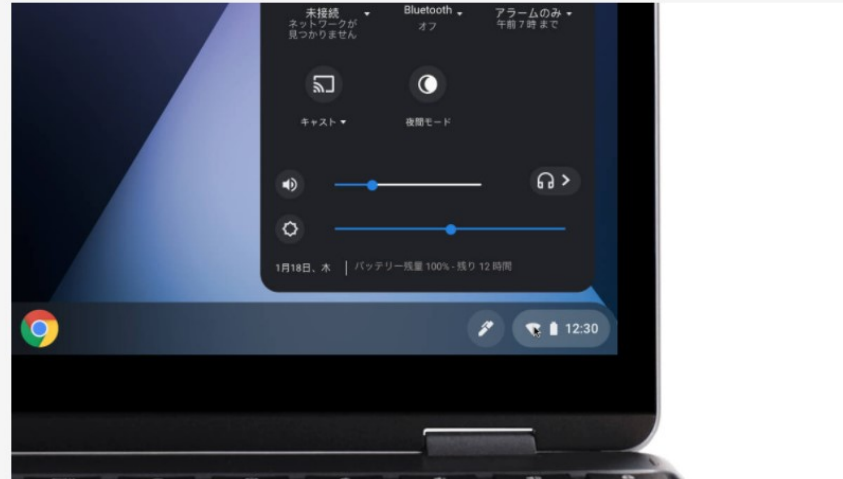 未接続
ネットワークが
見つかりません
Bluetooth
オフ
アラームのみ
午前7時まで
キャスト
夜間モード
1月18日、木 | バッテリー残量 100% - 残り 12 時間
12:30